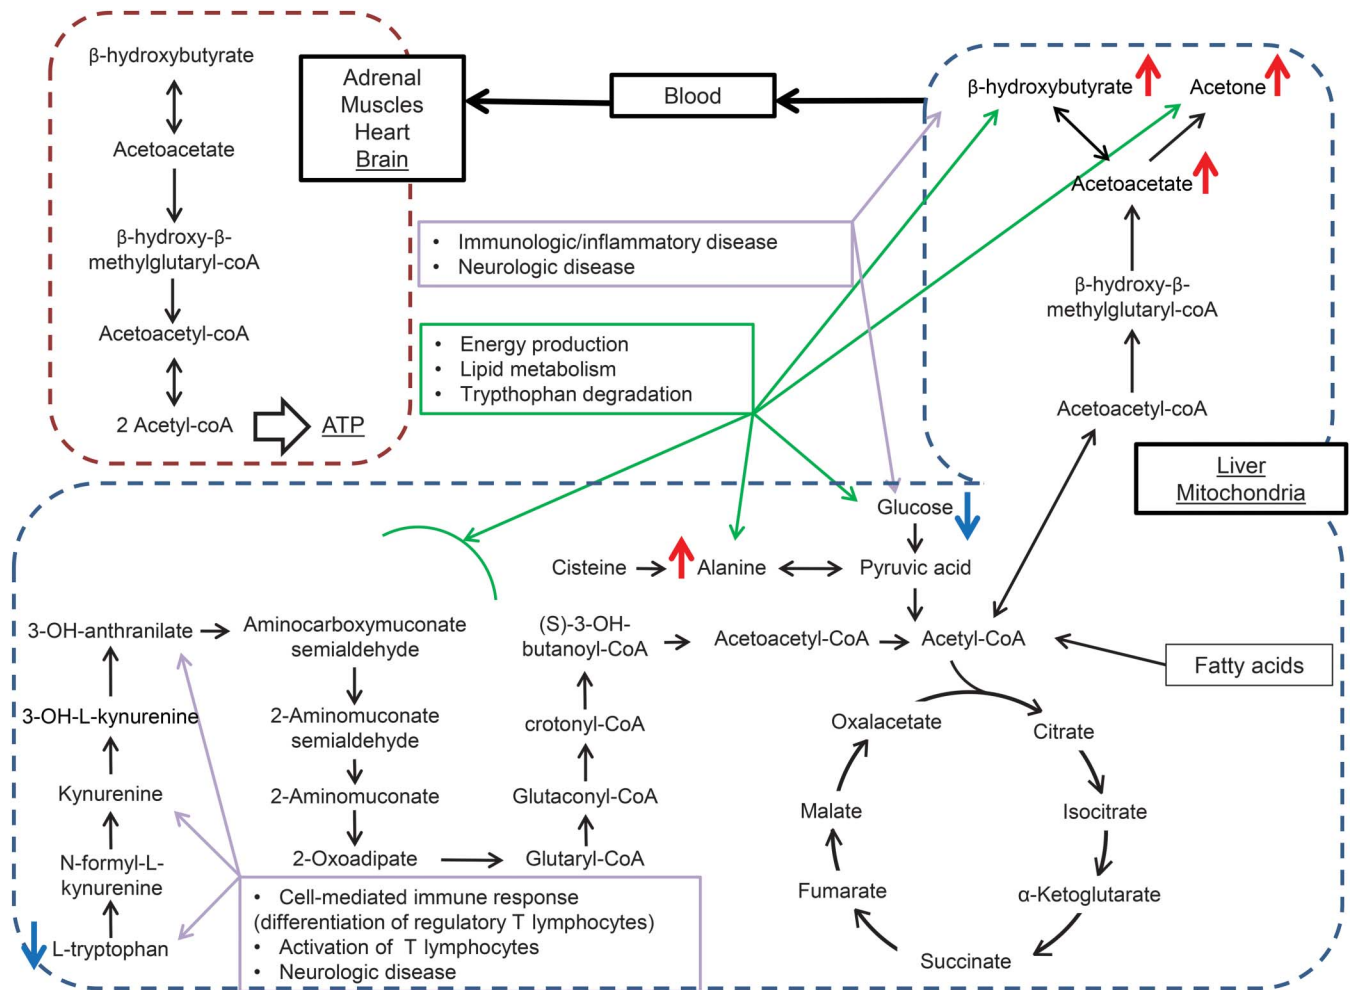 β-hydroxybutyrate
Acetoacetate
β-hydroxy-β-
methylglutaryl-coA
Acetoacetyl-coA
2 Acetyl-coA
ATP
Adrenal
Muscles
Heart
Brain
Blood
β-hydroxybutyrate
Acetone
Acetoacetate
β-hydroxy-β-
methylglutaryl-coA
Acetoacetyl-coA
Liver
Mitochondria
• Immunologic/inflammatory disease
• Neurologic disease
• Energy production
• Lipid metabolism
• Trypthophan degradation
Glucose
Cisteine
Alanine
Pyruvic acid
3-OH-anthranilate
Aminocarboxymuconate
semialdehyde
(S)-3-OH-
butanoyl-CoA
Acetoacetyl-CoA
Acetyl-CoA
Fatty acids
3-OH-L-kynurenine
2-Aminomuconate
semialdehyde
crotonyl-CoA
Oxalacetate
Citrate
Kynurenine
2-Aminomuconate
Glutaconyl-CoA
Malate
Isocitrate
N-formyl-L-
kynurenine
2-Oxoadipate
Glutaryl-CoA
Fumarate
α-Ketoglutarate
L-tryptophan
Succinate
• Cell-mediated immune response
(differentiation of regulatory T lymphocytes)
• Activation of T lymphocytes
• Neurologic disease